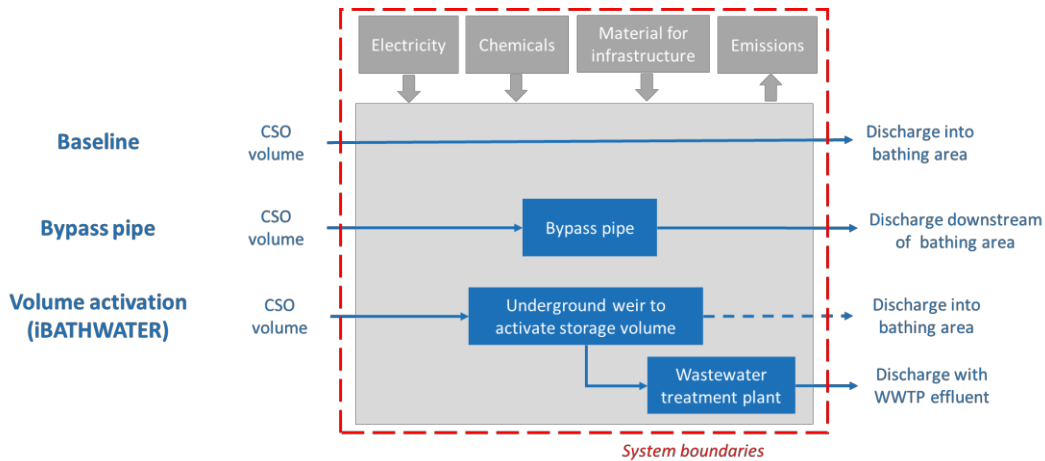 Electricity
Chemicals
Material for
infrastructure
Emissions
Baseline
CSO
volume
Discharge into
bathing area
Bypass pipe
CSO
volume
Bypass pipe
Discharge downstream
of bathing area
Volume activation
(iBATHWATER)
CSO
volume
Underground weir to
activate storage volume
Discharge into
bathing area
Wastewater
treatment plant
Discharge with
WWTP effluent
System boundaries